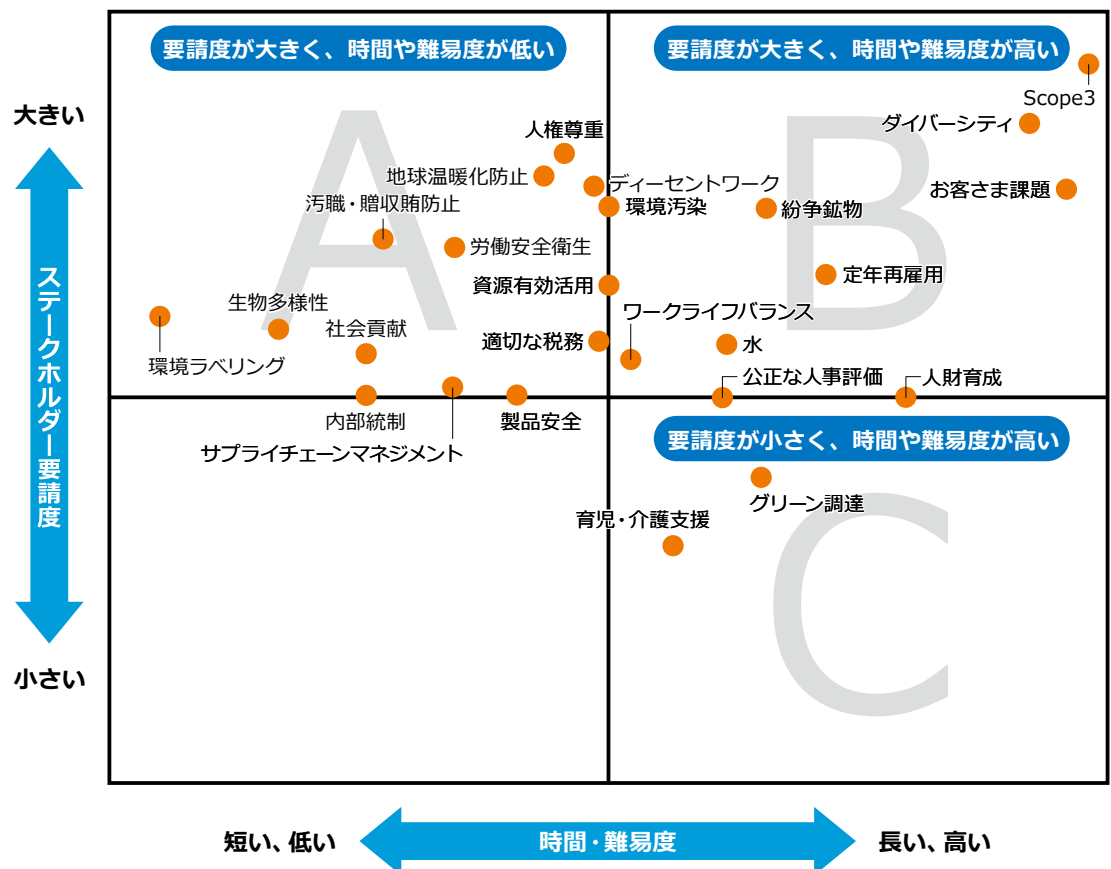 要請度が大きく、時間や難易度が低い
要請度が大きく、時間や難易度が高い
Scope3
大きい
ダイバーシティ
人権尊重
地球温暖化防止
ディーセントワーク
お客さま課題
汚職・贈収賄防止
環境汚染
紛争鉱物
労働安全衛生
定年再雇用
資源有効活用
生物多様性
ワークライフバランス
社会貢献
適切な税務
水
環境ラベリング
公正な人事評価
人財育成
内部統制
製品安全
サプライチェーンマネジメント
要請度が小さく、時間や難易度が高い
グリーン調達
育児・介護支援
A
B
C
ステークホルダー要請度
小さい
短い、低い
時間・難易度
長い、高い